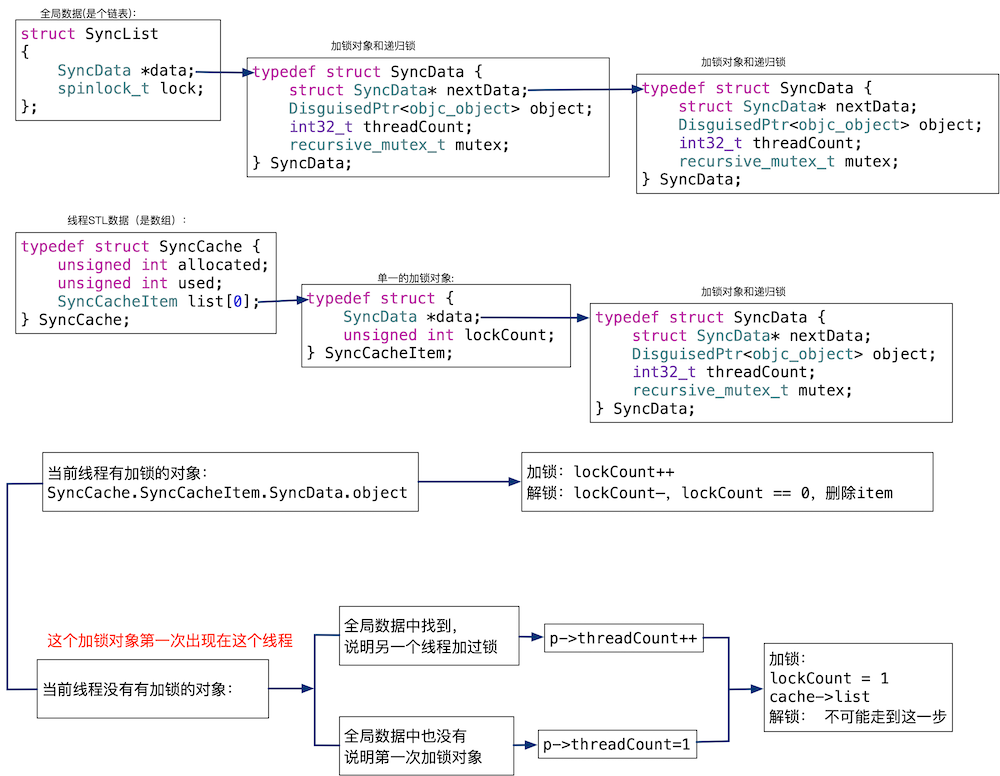 全局数据(是个链表):
struct SyncList
{
    SyncData *data;
    spinlock_t lock;
};
加锁对象和递归锁
typedef struct SyncData {
    struct SyncData* nextData;
    DisguisedPtr<objc_object> object;
    int32_t threadCount;
    recursive_mutex_t mutex;
} SyncData;
加锁对象和递归锁
typedef struct SyncData {
    struct SyncData* nextData;
    DisguisedPtr<objc_object> object;
    int32_t threadCount;
    recursive_mutex_t mutex;
} SyncData;
线程STL数据（是数组）:
typedef struct SyncCache {
    unsigned int allocated;
    unsigned int used;
    SyncCacheItem list[0];
} SyncCache;
单一的加锁对象:
typedef struct {
    SyncData *data;
    unsigned int lockCount;
} SyncCacheItem;
加锁对象和递归锁
typedef struct SyncData {
    struct SyncData* nextData;
    DisguisedPtr<objc_object> object;
    int32_t threadCount;
    recursive_mutex_t mutex;
} SyncData;
当前线程有加锁的对象：
SyncCache.SyncCacheItem.SyncData.object
加锁：lockCount++
解锁：lockCount—，lockCount == 0，删除item
这个加锁对象第一次出现在这个线程
当前线程没有有加锁的对象：
全局数据中找到，
说明另一个线程加过锁
p->threadCount++
全局数据中也没有
说明第一次加锁对象
p->threadCount=1
加锁：
lockCount = 1
cache->list
解锁： 不可能走到这一步